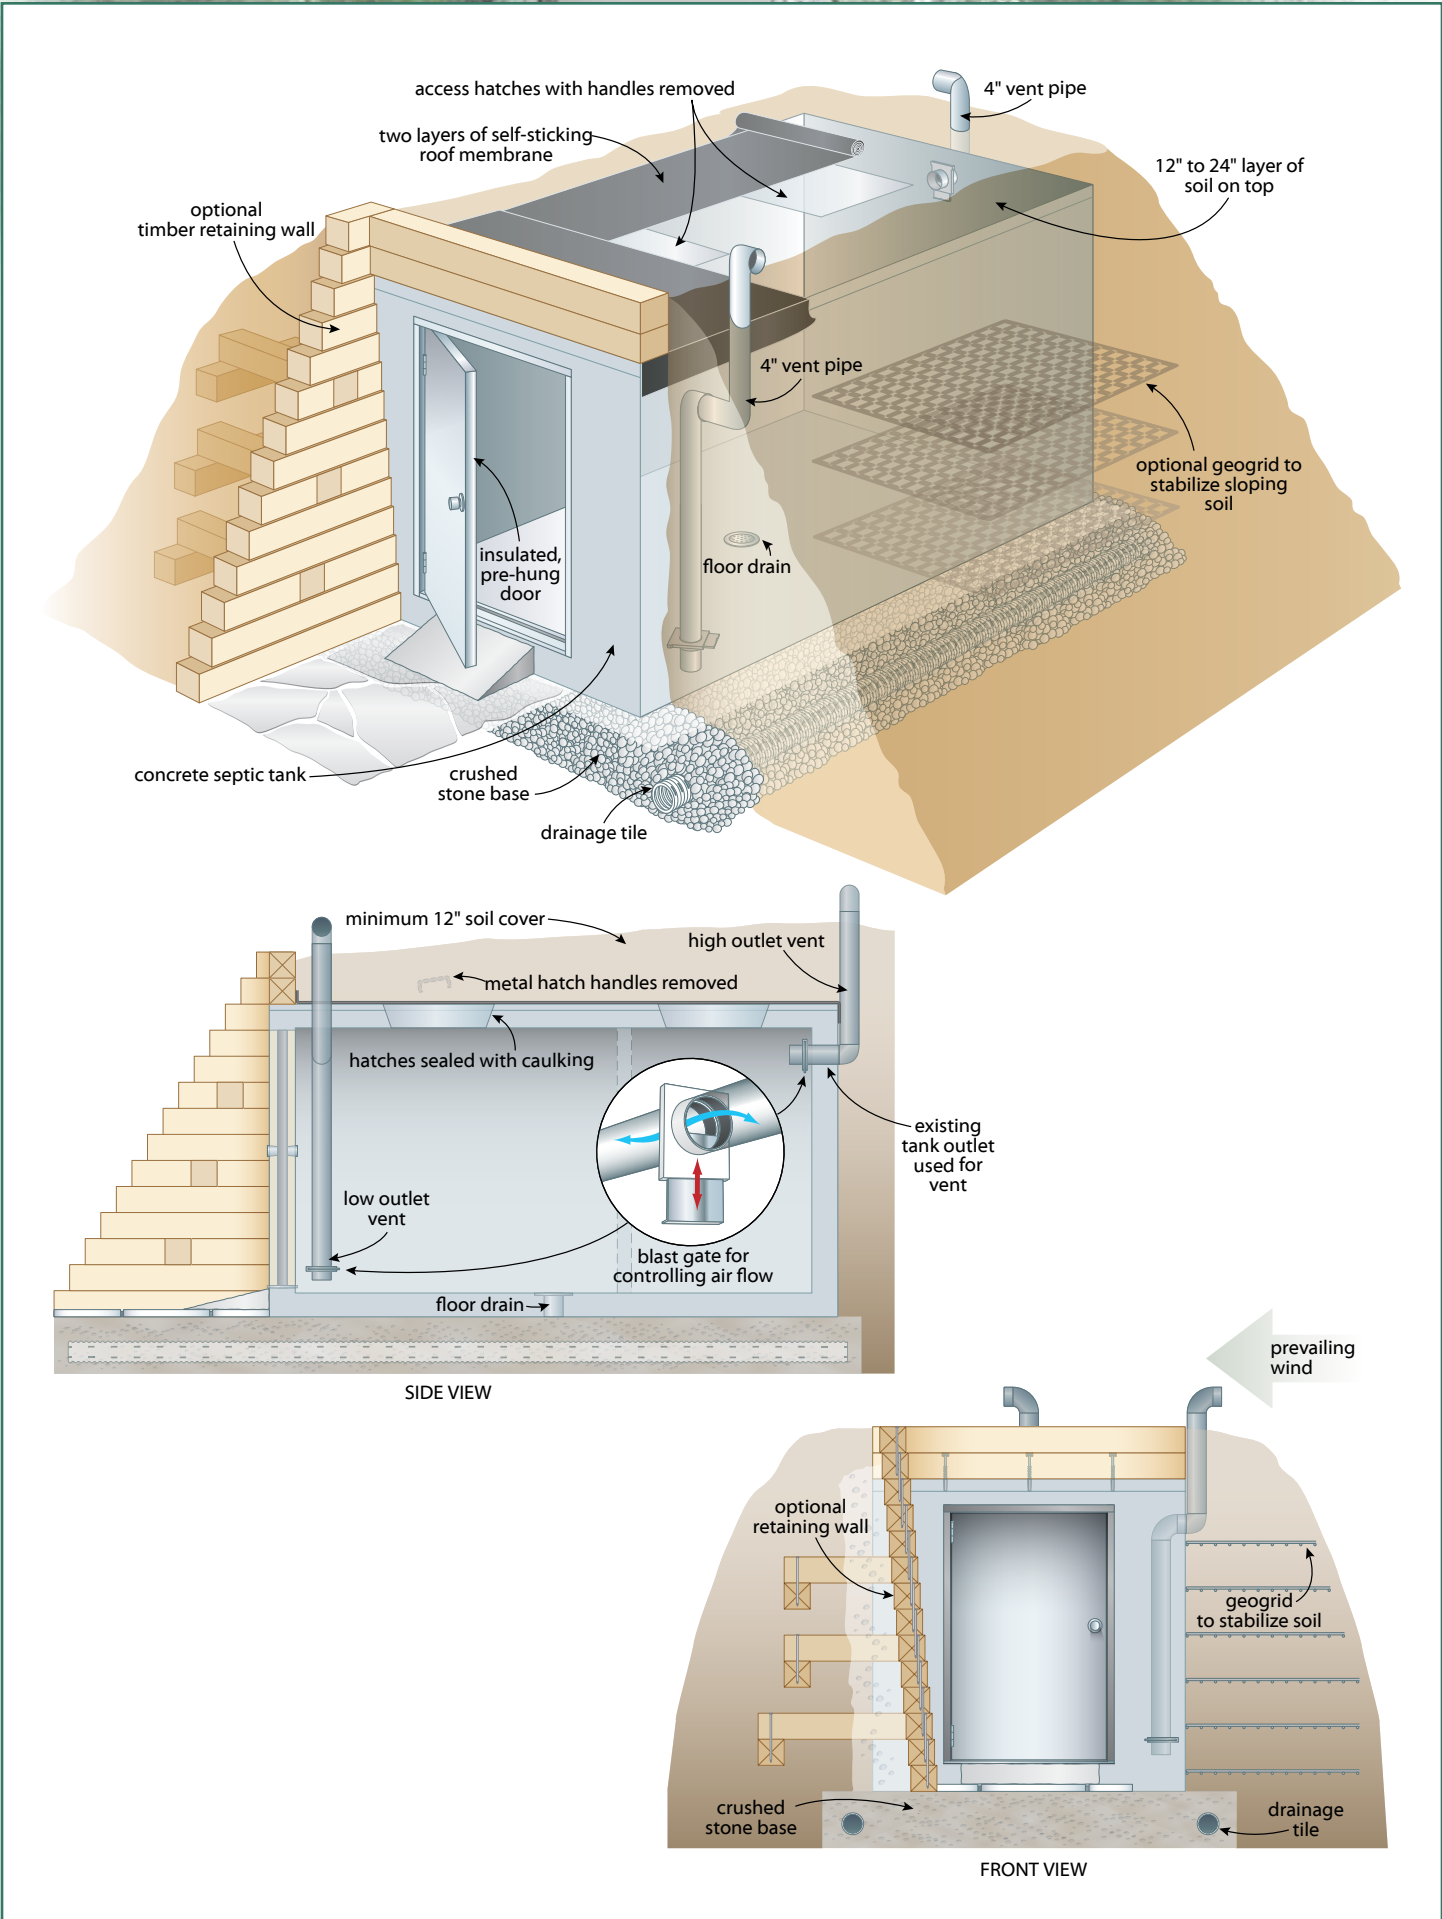 access hatches with handles removed
4" vent pipe
two layers of self-sticking
roof membrane
12" to 24" layer of
soil on top
optional
timber retaining wall
4" vent pipe
optional geogrid to
stabilize sloping
soil
insulated,
pre-hung
door
floor drain
concrete septic tank
crushed
stone base
drainage tile
minimum 12" soil cover
high outlet vent
metal hatch handles removed
hatches sealed with caulking
existing
tank outlet
used for
vent
low outlet
vent
blast gate for
controlling air flow
floor drain
SIDE VIEW
prevailing
wind
optional
retaining wall
geogrid
to stabilize soil
crushed
stone base
drainage
tile
FRONT VIEW